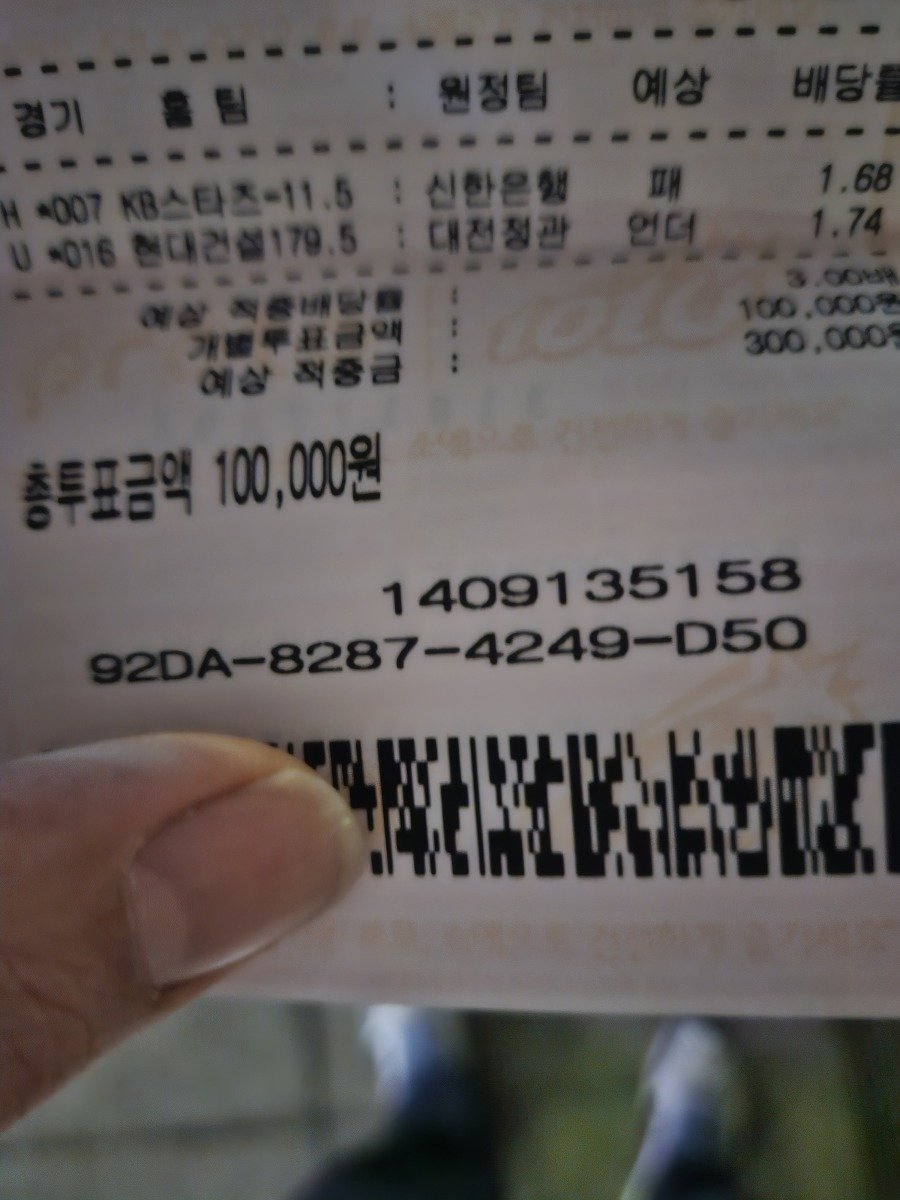 경기 홈 팀 : 원정팀 예상 배당률
H *007 KB스타즈-11.5 : 신한은행 패 1.68
U *016 현대건설179.5 : 대전정관 언더 1.74
예상 적중배당률 : 3.00배
개별투표금액 : 100,000원
예상 적중금 : 300,000원
총투표금액 100,000원
1409135158
92DA-8287-4249-D50